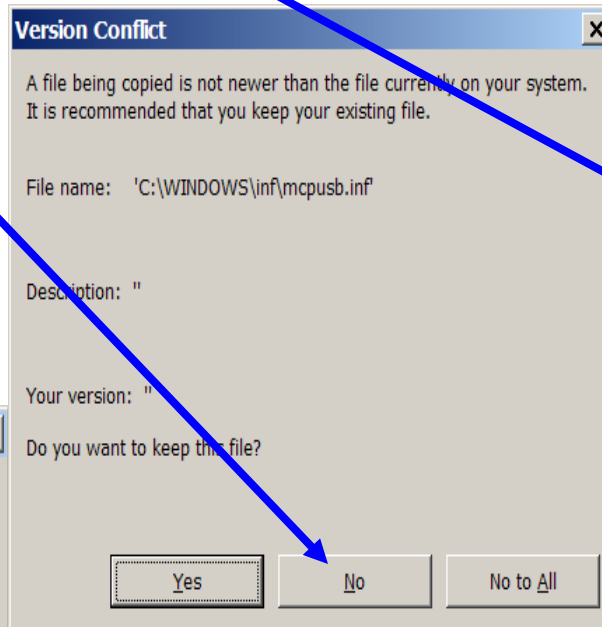 Version Conflict
A file being copied is not newer than the file currently on your system.
It is recommended that you keep your existing file.
File name: 'C:\WINDOWS\inf\mcpusb.inf'
Description: ''
Your version: ''
Do you want to keep this file?
Yes No No to All